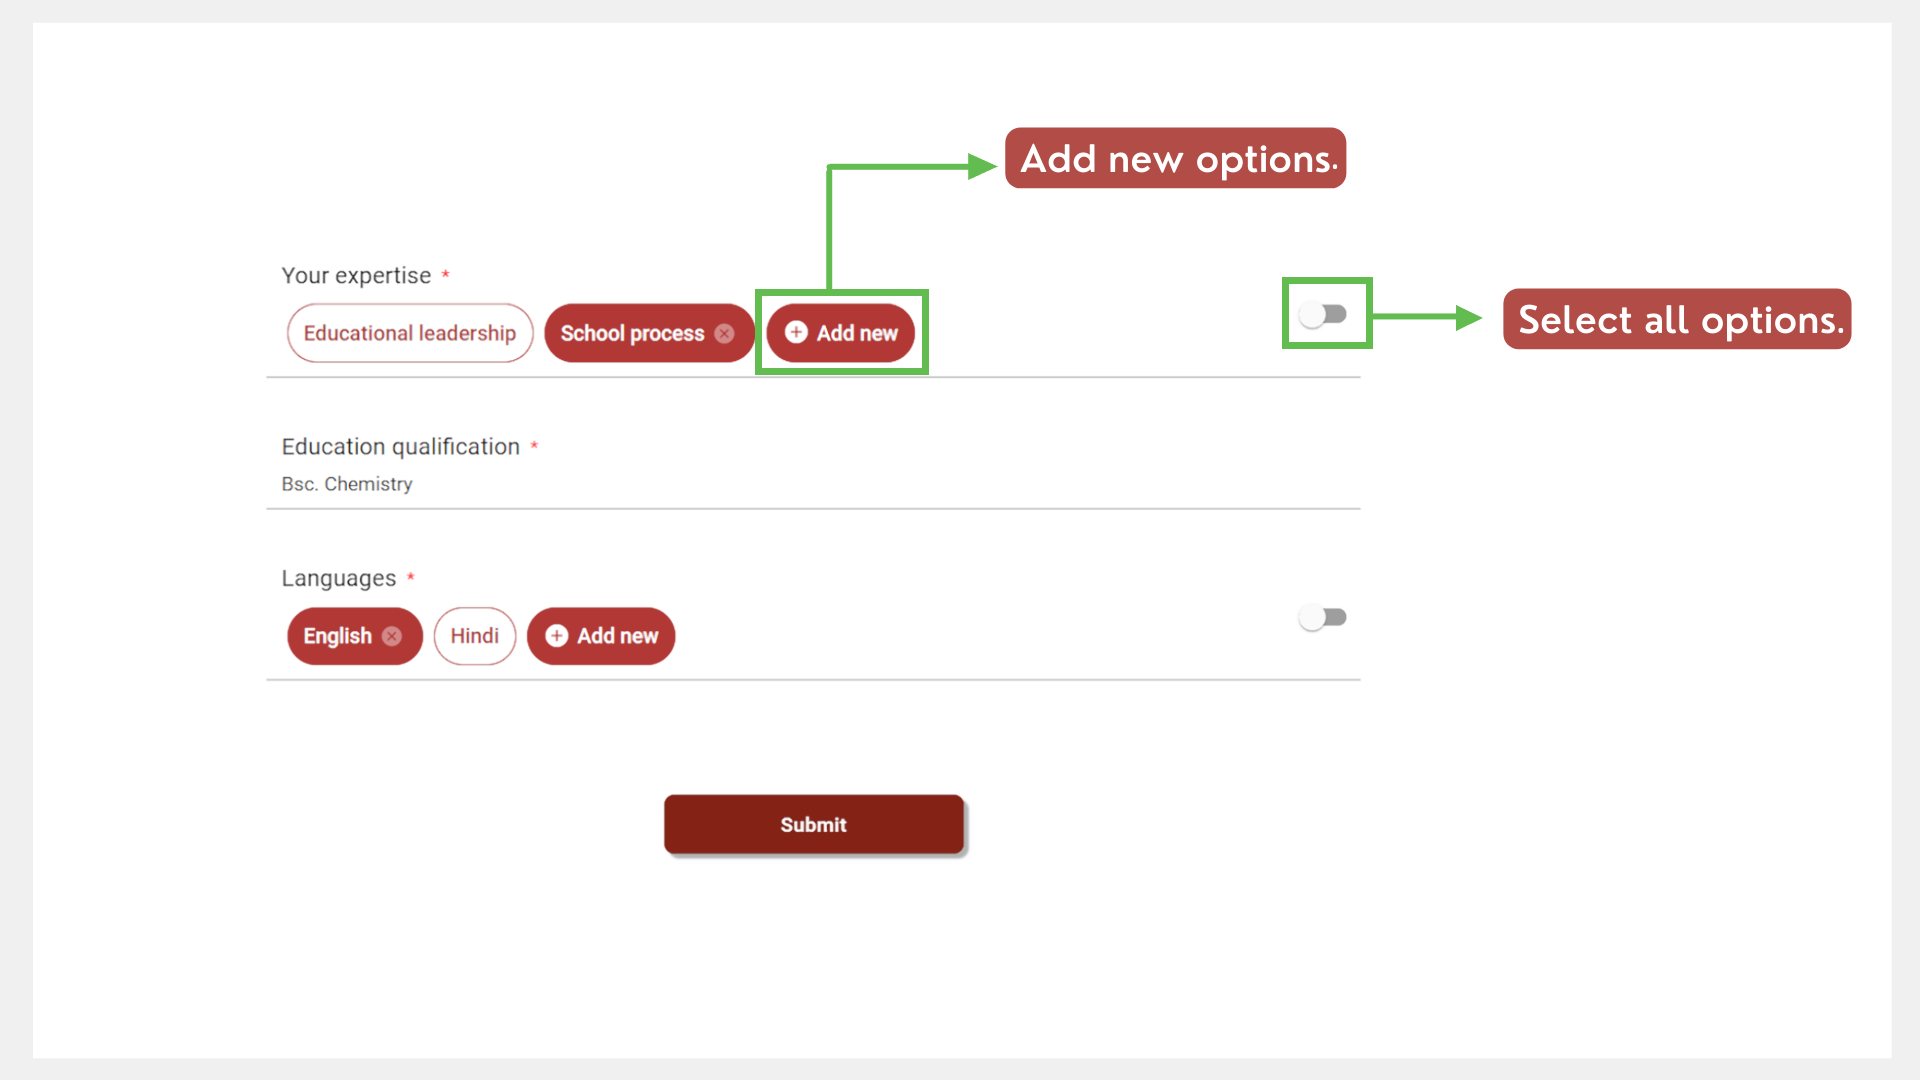 Add new options.
Your expertise *
Educational leadership School process Add new
Select all options.
Education qualification *
Bsc. Chemistry
Languages *
English Hindi Add new
Submit